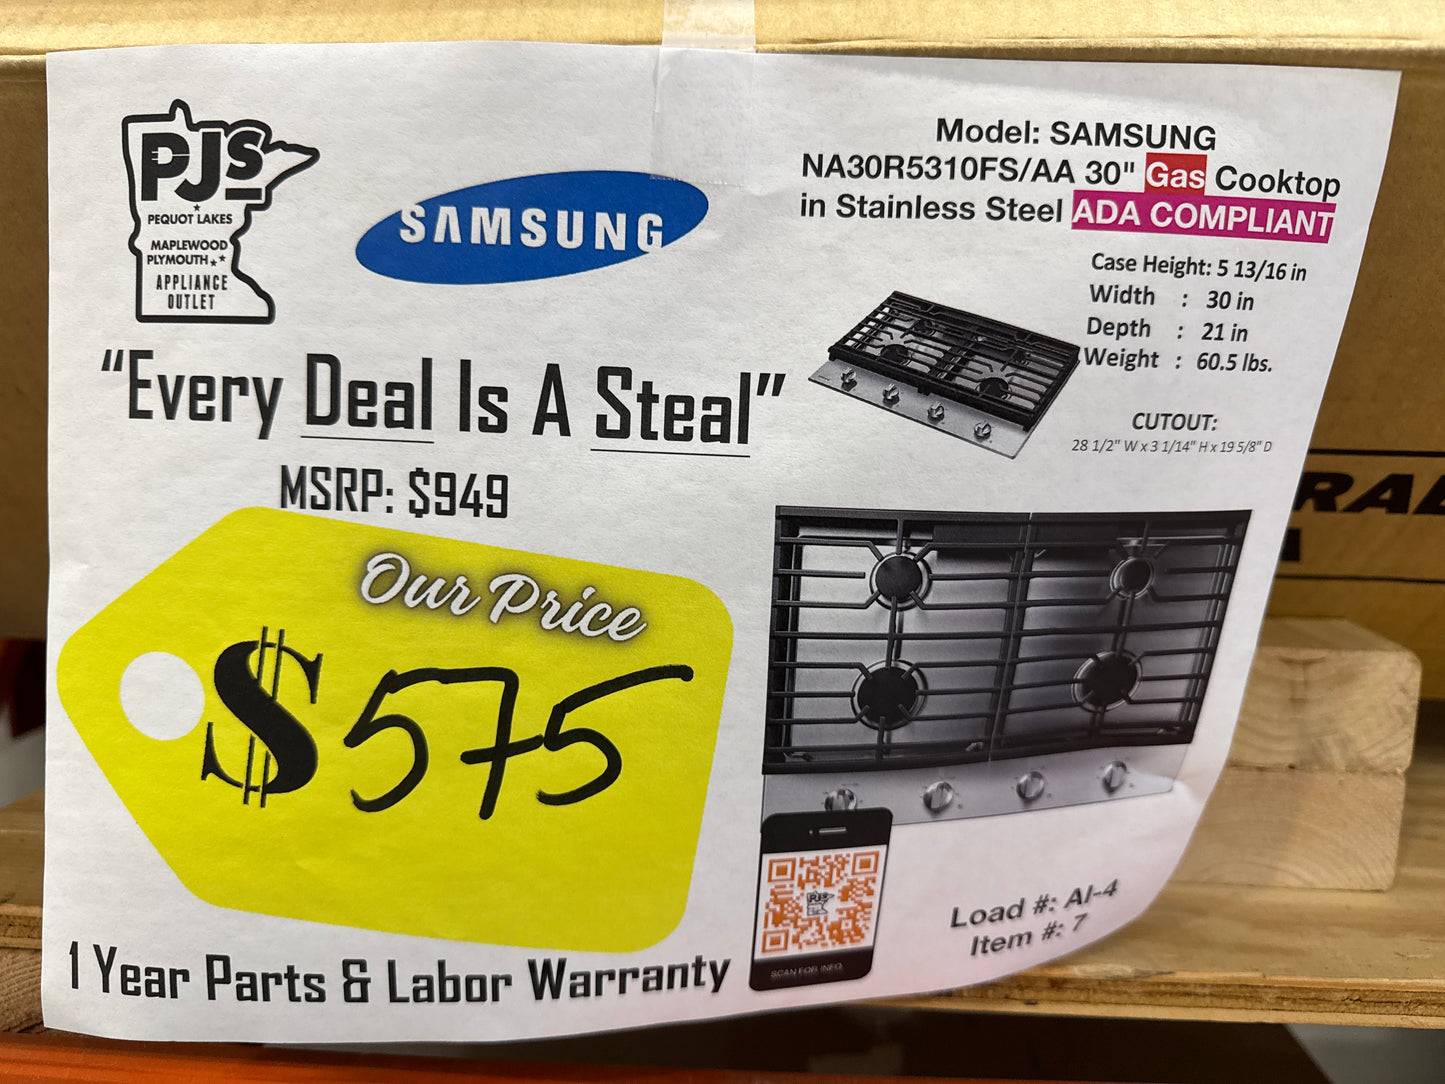 PJS
PEQUOT LAKES
MAPLEWOOD
PLYMOUTH
APPLIANCE
OUTLET
SAMSUNG
Model: SAMSUNG
NA30R5310FS/AA 30" Gas Cooktop
in Stainless Steel ADA COMPLIANT
Case Height: 5 13/16 in
Width : 30 in
Depth : 21 in
Weight : 60.5 lbs.
CUTOUT:
28 1/2" W x 3 1/14" H x 19 5/8" D
"Every Deal Is A Steal"
MSRP: $949
Our Price
$575
1 Year Parts & Labor Warranty
PJS
SCAN FOR INFO
Load #: AI-4
Item #: 7